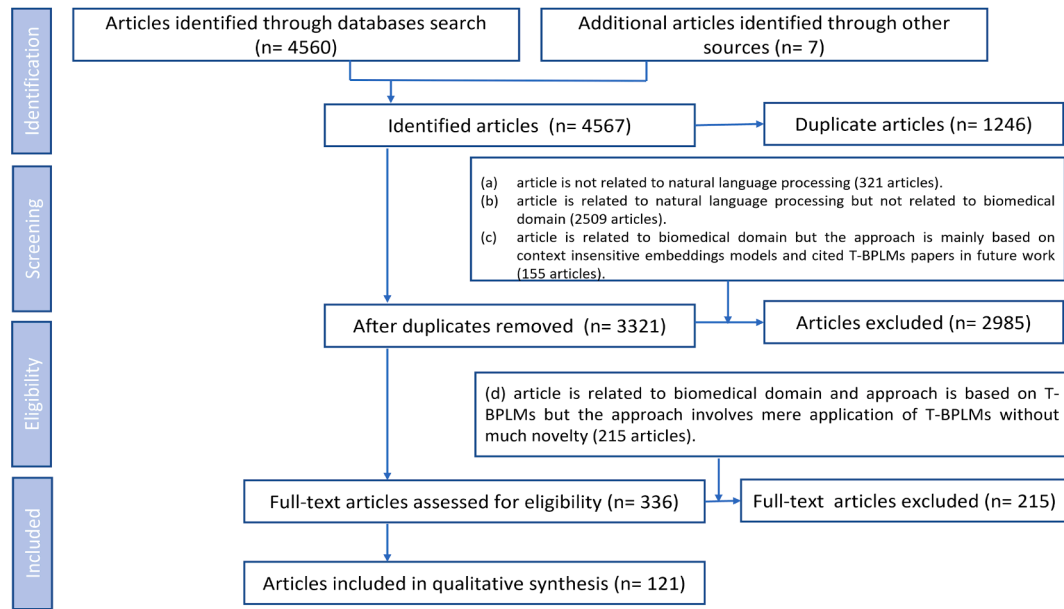 Identification
Articles identified through databases search
(n= 4560)
Additional articles identified through other
sources (n= 7)
Identified articles (n= 4567)
Duplicate articles (n= 1246)
Screening
(a) article is not related to natural language processing (321 articles).
(b) article is related to natural language processing but not related to biomedical
domain (2509 articles).
(c) article is related to biomedical domain but the approach is mainly based on
context insensitive embeddings models and cited T-BPLMs papers in future work
(155 articles).
After duplicates removed (n= 3321)
Articles excluded (n= 2985)
Eligibility
(d) article is related to biomedical domain and approach is based on T-
BPLMs but the approach involves mere application of T-BPLMs without
much novelty (215 articles).
Full-text articles assessed for eligibility (n= 336)
Full-text articles excluded (n= 215)
Included
Articles included in qualitative synthesis (n= 121)